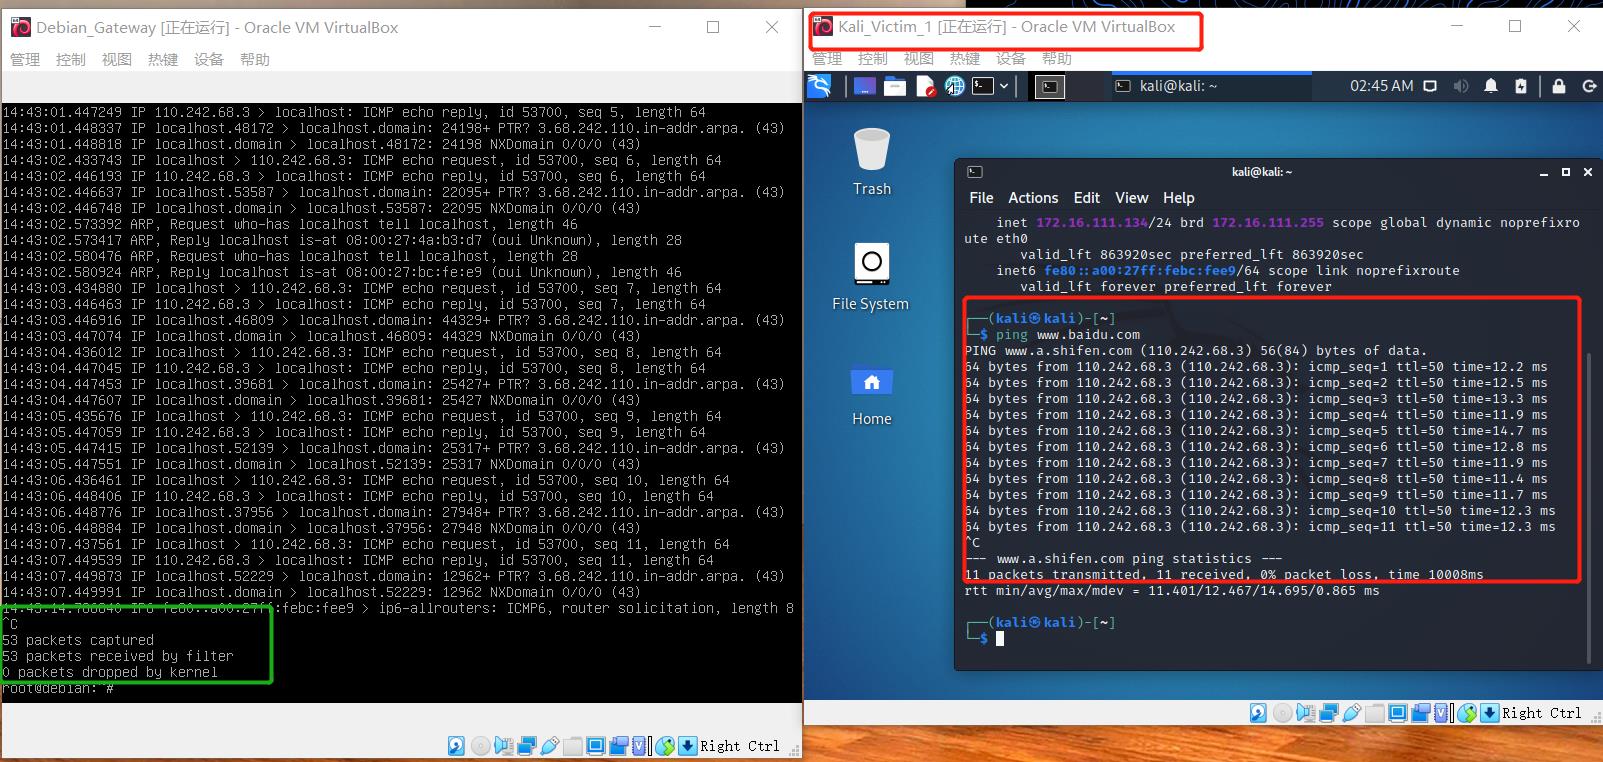 Debian_Gateway [正在运行] - Oracle VM VirtualBox
管理 控制 视图 热键 设备 帮助
14:43:01.447249 IP 110.242.68.3 > localhost: ICMP echo reply, id 53700, seq 5, length 64
14:43:01.448337 IP localhost.48172 > localhost.domain: 24198+ PTR? 3.68.242.110.in-addr.arpa. (43)
14:43:01.448818 IP localhost.domain > localhost.48172: 24198 NXDomain 0/0/0 (43)
14:43:02.433743 IP localhost > 110.242.68.3: ICMP echo request, id 53700, seq 6, length 64
14:43:02.446193 IP 110.242.68.3 > localhost: ICMP echo reply, id 53700, seq 6, length 64
14:43:02.446637 IP localhost.53587 > localhost.domain: 22095+ PTR? 3.68.242.110.in-addr.arpa. (43)
14:43:02.446748 IP localhost.domain > localhost.53587: 22095 NXDomain 0/0/0 (43)
14:43:02.573392 ARP, Request who-has localhost tell localhost, length 46
14:43:02.573417 ARP, Reply localhost is-at 08:00:27:4a:b3:d7 (oui Unknown), length 28
14:43:02.580476 ARP, Request who-has localhost tell localhost, length 28
14:43:02.580924 ARP, Reply localhost is-at 08:00:27:bc:fe:e9 (oui Unknown), length 46
14:43:03.434880 IP localhost > 110.242.68.3: ICMP echo request, id 53700, seq 7, length 64
14:43:03.446463 IP 110.242.68.3 > localhost: ICMP echo reply, id 53700, seq 7, length 64
14:43:03.446916 IP localhost.46809 > localhost.domain: 44329+ PTR? 3.68.242.110.in-addr.arpa. (43)
14:43:03.447074 IP localhost.domain > localhost.46809: 44329 NXDomain 0/0/0 (43)
14:43:04.436012 IP localhost > 110.242.68.3: ICMP echo request, id 53700, seq 8, length 64
14:43:04.447045 IP 110.242.68.3 > localhost: ICMP echo reply, id 53700, seq 8, length 64
14:43:04.447453 IP localhost.39681 > localhost.domain: 25427+ PTR? 3.68.242.110.in-addr.arpa. (43)
14:43:04.447607 IP localhost.domain > localhost.39681: 25427 NXDomain 0/0/0 (43)
14:43:05.435676 IP localhost > 110.242.68.3: ICMP echo request, id 53700, seq 9, length 64
14:43:05.447059 IP 110.242.68.3 > localhost: ICMP echo reply, id 53700, seq 9, length 64
14:43:05.447415 IP localhost.52139 > localhost.domain: 25317+ PTR? 3.68.242.110.in-addr.arpa. (43)
14:43:05.447551 IP localhost.domain > localhost.52139: 25317 NXDomain 0/0/0 (43)
14:43:06.436461 IP localhost > 110.242.68.3: ICMP echo request, id 53700, seq 10, length 64
14:43:06.448406 IP 110.242.68.3 > localhost: ICMP echo reply, id 53700, seq 10, length 64
14:43:06.448776 IP localhost.37956 > localhost.domain: 27948+ PTR? 3.68.242.110.in-addr.arpa. (43)
14:43:06.448884 IP localhost.domain > localhost.37956: 27948 NXDomain 0/0/0 (43)
14:43:07.437561 IP localhost > 110.242.68.3: ICMP echo request, id 53700, seq 11, length 64
14:43:07.449539 IP 110.242.68.3 > localhost: ICMP echo reply, id 53700, seq 11, length 64
14:43:07.449873 IP localhost.52229 > localhost.domain: 12962+ PTR? 3.68.242.110.in-addr.arpa. (43)
14:43:07.449991 IP localhost.domain > localhost.52229: 12962 NXDomain 0/0/0 (43)
IP6 > ip6-allrouters: ICMP6, router solicitation, length 8
^C
53 packets captured
53 packets received by filter
0 packets dropped by kernel
root@debian:~#
Right Ctrl
Kali_Victim_1 [正在运行] - Oracle VM VirtualBox
管理 控制 视图 热键 设备 帮助
kali@kali: ~
02:45 AM
Trash
File System
Home
kali@kali: ~
File Actions Edit View Help
inet 172.16.111.134/24 brd 172.16.111.255 scope global dynamic noprefixro
ute eth0
valid_lft 863920sec preferred_lft 863920sec
inet6 fe80::a00:27ff:febc:fee9/64 scope link noprefixroute
valid_lft forever preferred_lft forever
┌──(kali㉿kali)-[~]
└─$ ping www.baidu.com
PING www.a.shifen.com (110.242.68.3) 56(84) bytes of data.
64 bytes from 110.242.68.3 (110.242.68.3): icmp_seq=1 ttl=50 time=12.2 ms
64 bytes from 110.242.68.3 (110.242.68.3): icmp_seq=2 ttl=50 time=12.5 ms
64 bytes from 110.242.68.3 (110.242.68.3): icmp_seq=3 ttl=50 time=13.3 ms
64 bytes from 110.242.68.3 (110.242.68.3): icmp_seq=4 ttl=50 time=11.9 ms
64 bytes from 110.242.68.3 (110.242.68.3): icmp_seq=5 ttl=50 time=14.7 ms
64 bytes from 110.242.68.3 (110.242.68.3): icmp_seq=6 ttl=50 time=12.8 ms
64 bytes from 110.242.68.3 (110.242.68.3): icmp_seq=7 ttl=50 time=11.9 ms
64 bytes from 110.242.68.3 (110.242.68.3): icmp_seq=8 ttl=50 time=11.4 ms
64 bytes from 110.242.68.3 (110.242.68.3): icmp_seq=9 ttl=50 time=11.7 ms
64 bytes from 110.242.68.3 (110.242.68.3): icmp_seq=10 ttl=50 time=12.3 ms
64 bytes from 110.242.68.3 (110.242.68.3): icmp_seq=11 ttl=50 time=12.3 ms
^C
--- www.a.shifen.com ping statistics ---
11 packets transmitted, 11 received, 0% packet loss, time 10008ms
rtt min/avg/max/mdev = 11.401/12.467/14.695/0.865 ms
┌──(kali㉿kali)-[~]
└─$
Right Ctrl